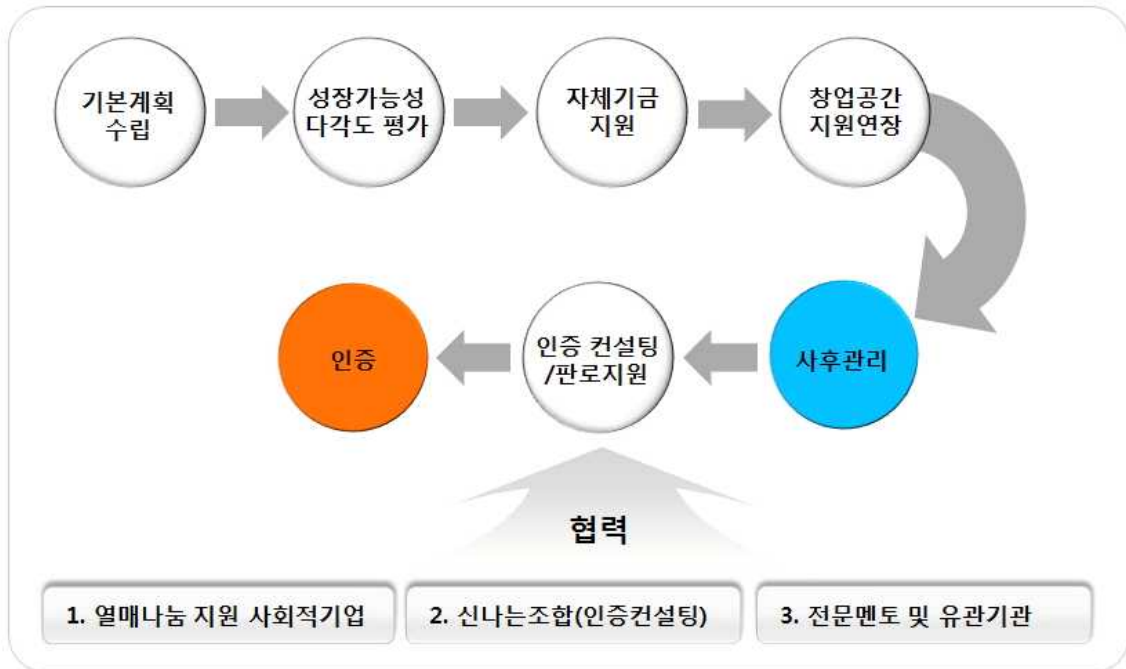 기본계획
수립
성장가능성
다각도 평가
자체기금
지원
창업공간
지원연장
사후관리
인증 컨설팅
/판로지원
인증
협력
1. 열매나눔 지원 사회적기업
2. 신나는조합(인증컨설팅)
3. 전문멘토 및 유관기관